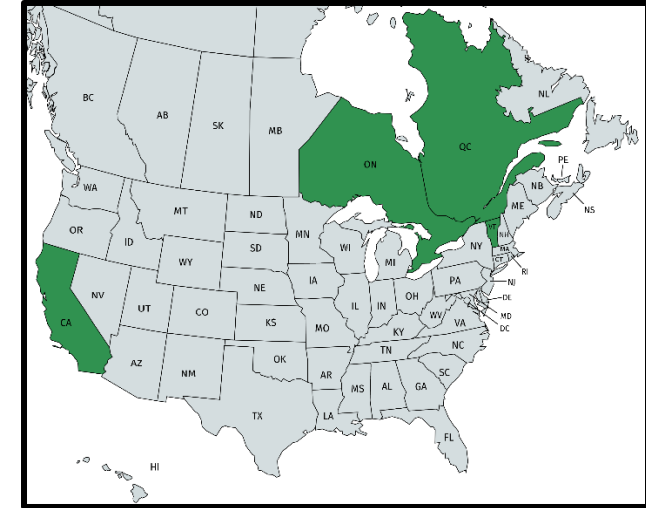 BC
AB
SK
MB
ON
QC
NL
PE
NB
NS
ME
WA
MT
ND
MN
OR
ID
WY
SD
WI
MI
NY
VT
NH
MA
CT
RI
NV
UT
CO
NE
KS
IA
MO
IL
IN
OH
PA
NJ
DE
MD
DC
WV
VA
KY
NC
TN
SC
CA
AZ
NM
OK
AR
TX
LA
MS
AL
GA
FL
HI